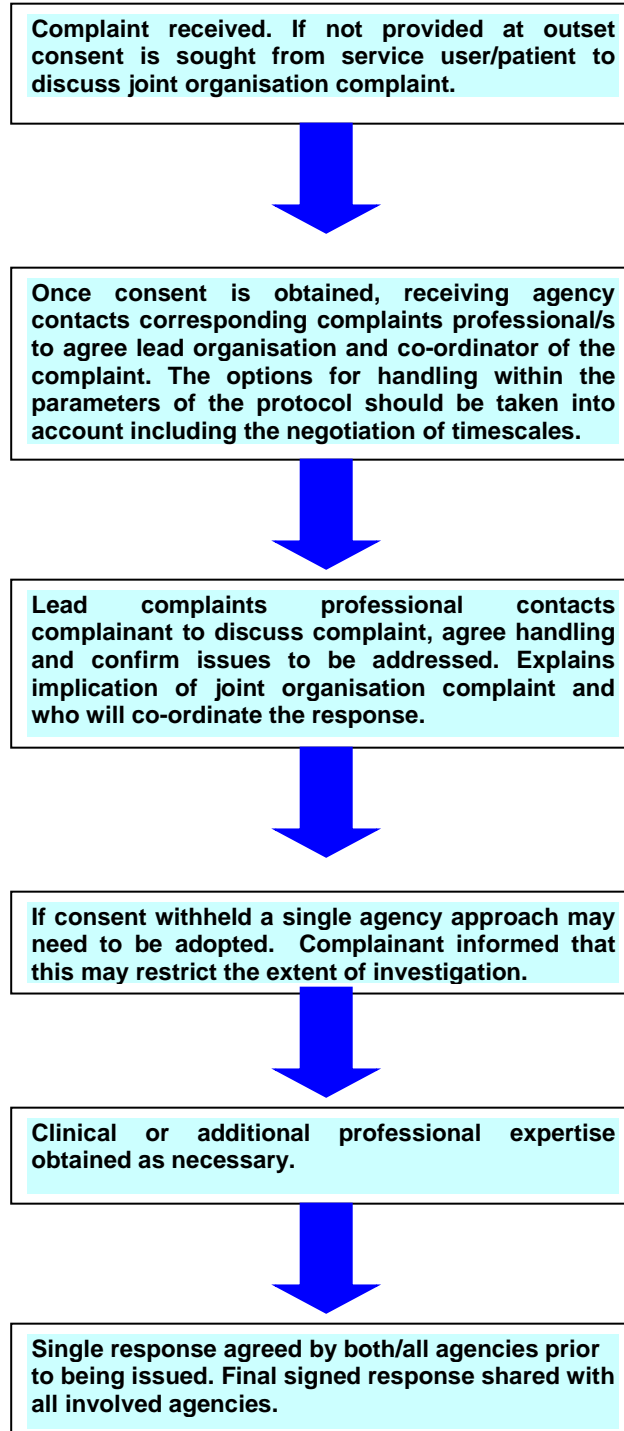 Complaint received. If not provided at outset
consent is sought from service user/patient to
discuss joint organisation complaint.
Once consent is obtained, receiving agency
contacts corresponding complaints professional/s
to agree lead organisation and co-ordinator of the
complaint. The options for handling within the
parameters of the protocol should be taken into
account including the negotiation of timescales.
Lead complaints professional contacts
complainant to discuss complaint, agree handling
and confirm issues to be addressed. Explains
implication of joint organisation complaint and
who will co-ordinate the response.
If consent withheld a single agency approach may
need to be adopted. Complainant informed that
this may restrict the extent of investigation.
Clinical or additional professional expertise
obtained as necessary.
Single response agreed by both/all agencies prior
to being issued. Final signed response shared with
all involved agencies.